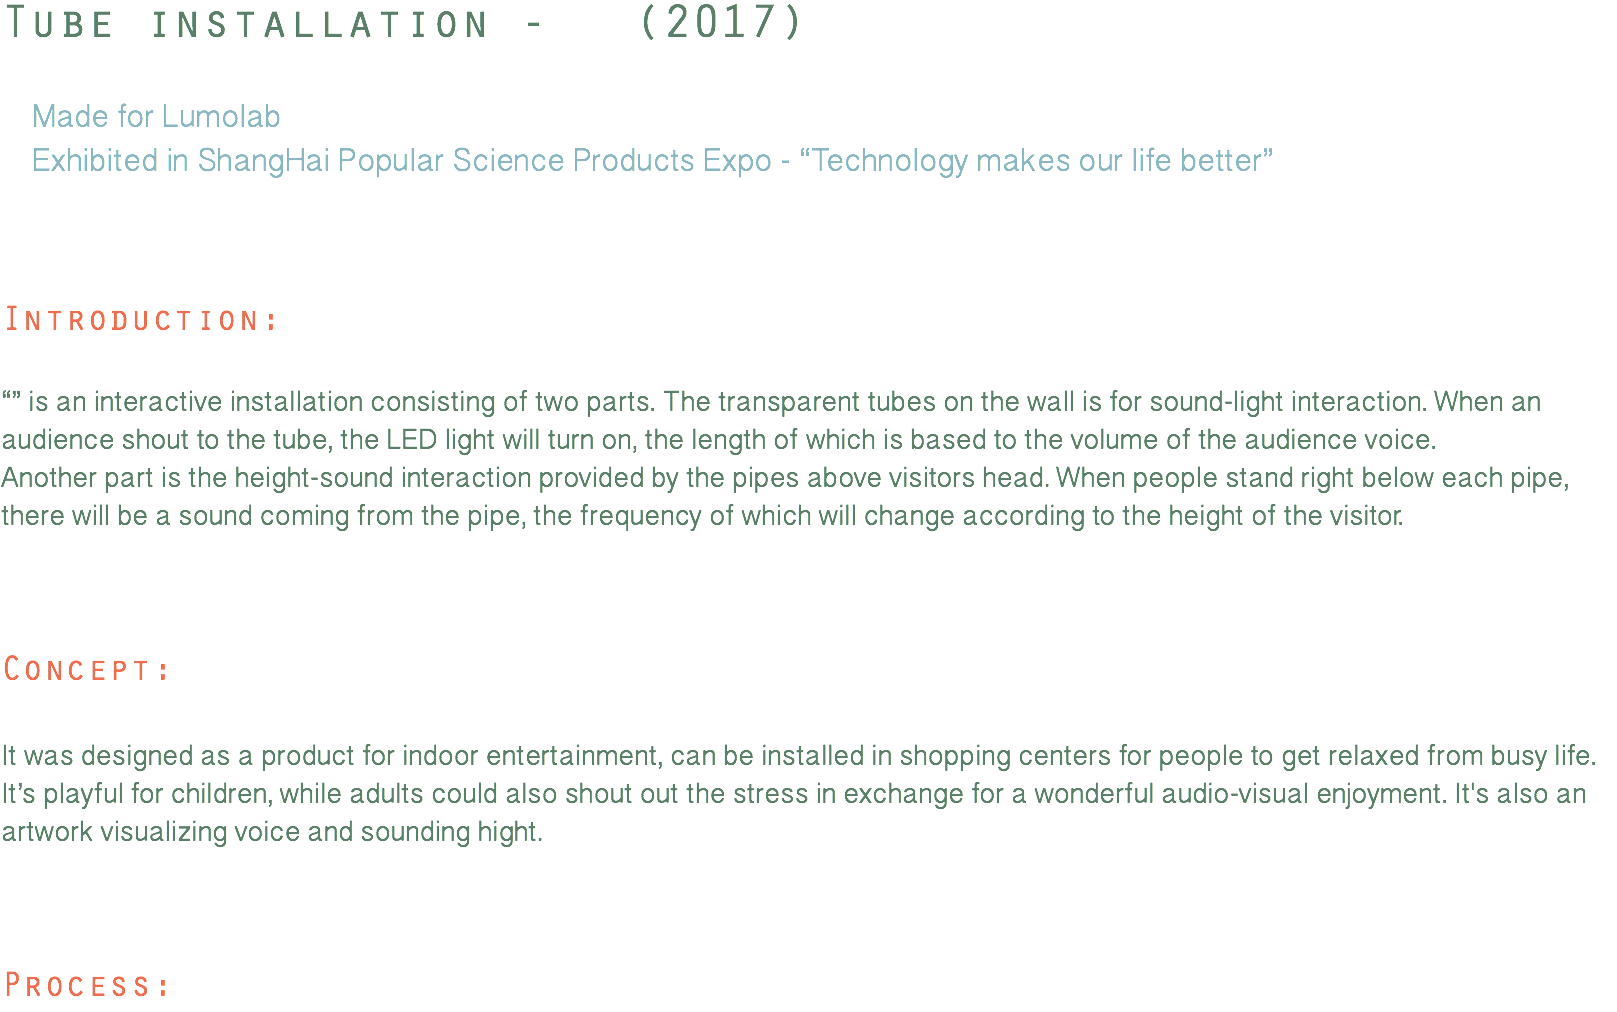 Tube installation -   (2017)
Made for Lumolab
Exhibited in ShangHai Popular Science Products Expo - “Technology makes our life better”
Introduction:
“” is an interactive installation consisting of two parts. The transparent tubes on the wall is for sound-light interaction. When an
audience shout to the tube, the LED light will turn on, the length of which is based to the volume of the audience voice.
Another part is the height-sound interaction provided by the pipes above visitors head. When people stand right below each pipe,
there will be a sound coming from the pipe, the frequency of which will change according to the height of the visitor.
Concept:
It was designed as a product for indoor entertainment, can be installed in shopping centers for people to get relaxed from busy life.
It’s playful for children, while adults could also shout out the stress in exchange for a wonderful audio-visual enjoyment. It's also an
artwork visualizing voice and sounding hight.
Process: